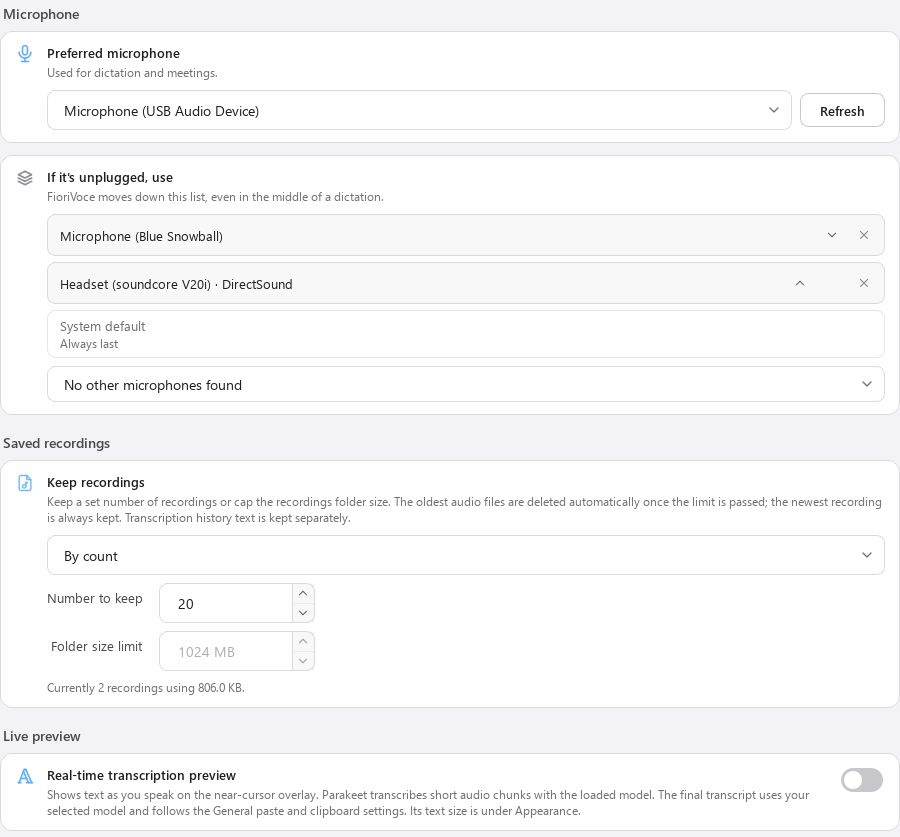 Microphone
Preferred microphone
Used for dictation and meetings.
Microphone (USB Audio Device)
Refresh
If it's unplugged, use
FioriVoce moves down this list, even in the middle of a dictation.
Microphone (Blue Snowball)
Headset (soundcore V20i) · DirectSound
System default
Always last
No other microphones found
Saved recordings
Keep recordings
Keep a set number of recordings or cap the recordings folder size. The oldest audio files are deleted automatically once the limit is passed; the newest recording
is always kept. Transcription history text is kept separately.
By count
Number to keep
20
Folder size limit
1024 MB
Currently 2 recordings using 806.0 KB.
Live preview
Real-time transcription preview
Shows text as you speak on the near-cursor overlay. Parakeet transcribes short audio chunks with the loaded model. The final transcript uses your
selected model and follows the General paste and clipboard settings. Its text size is under Appearance.